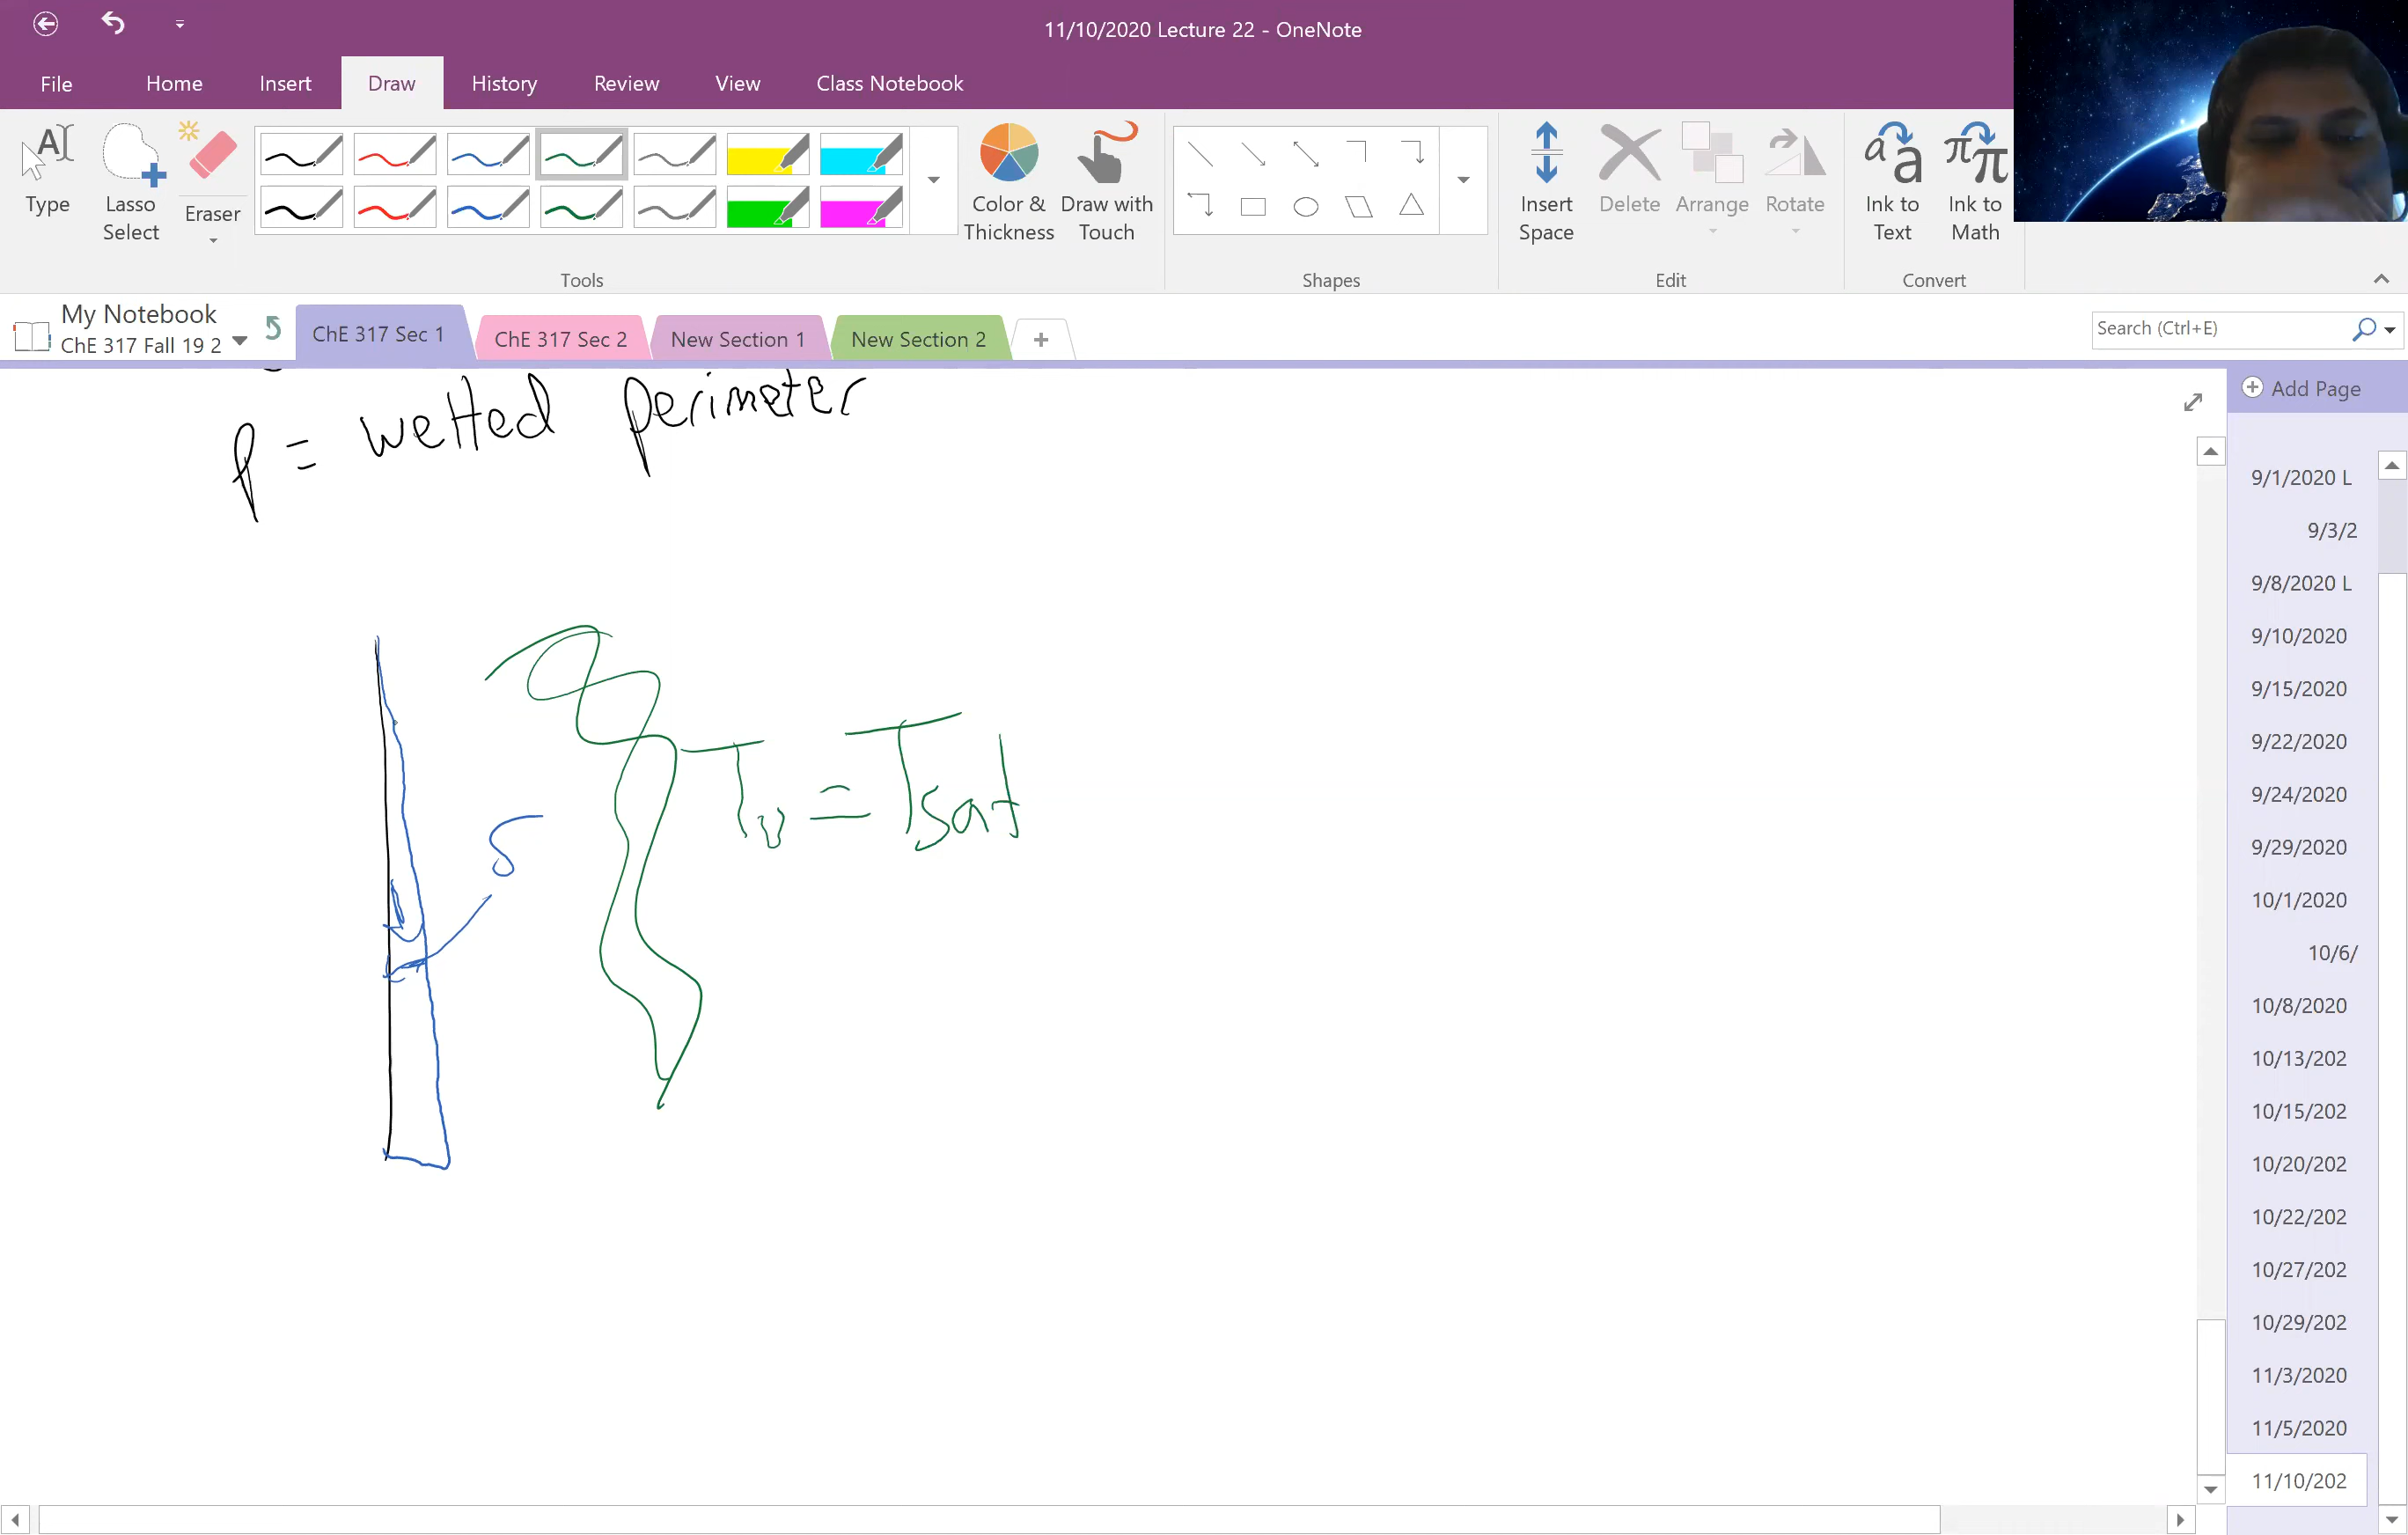 11/10/2020 Lecture 22 - OneNote
File Home Insert Draw History Review View Class Notebook
Type
Lasso Select
Eraser
Color & Thickness
Draw with Touch
Insert Space
Delete
Arrange
Rotate
Ink to Text
Ink to Math
Tools Shapes Edit Convert
My Notebook
ChE 317 Fall 19 2
ChE 317 Sec 1
ChE 317 Sec 2
New Section 1
New Section 2
+
Search (Ctrl+E)
Add Page
9/1/2020 L
9/3/2
9/8/2020 L
9/10/2020
9/15/2020
9/22/2020
9/24/2020
9/29/2020
10/1/2020
10/6/
10/8/2020
10/13/202
10/15/202
10/20/202
10/22/202
10/27/202
10/29/202
11/3/2020
11/5/2020
11/10/202
P = wetted perimeter
Tv = Tsat
δ